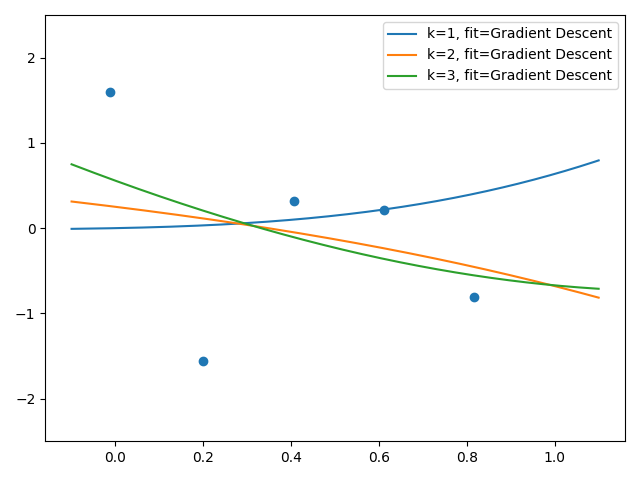 k=1, fit=Gradient Descent
k=2, fit=Gradient Descent
k=3, fit=Gradient Descent
2
1
0
−1
−2
0.0 0.2 0.4 0.6 0.8 1.0